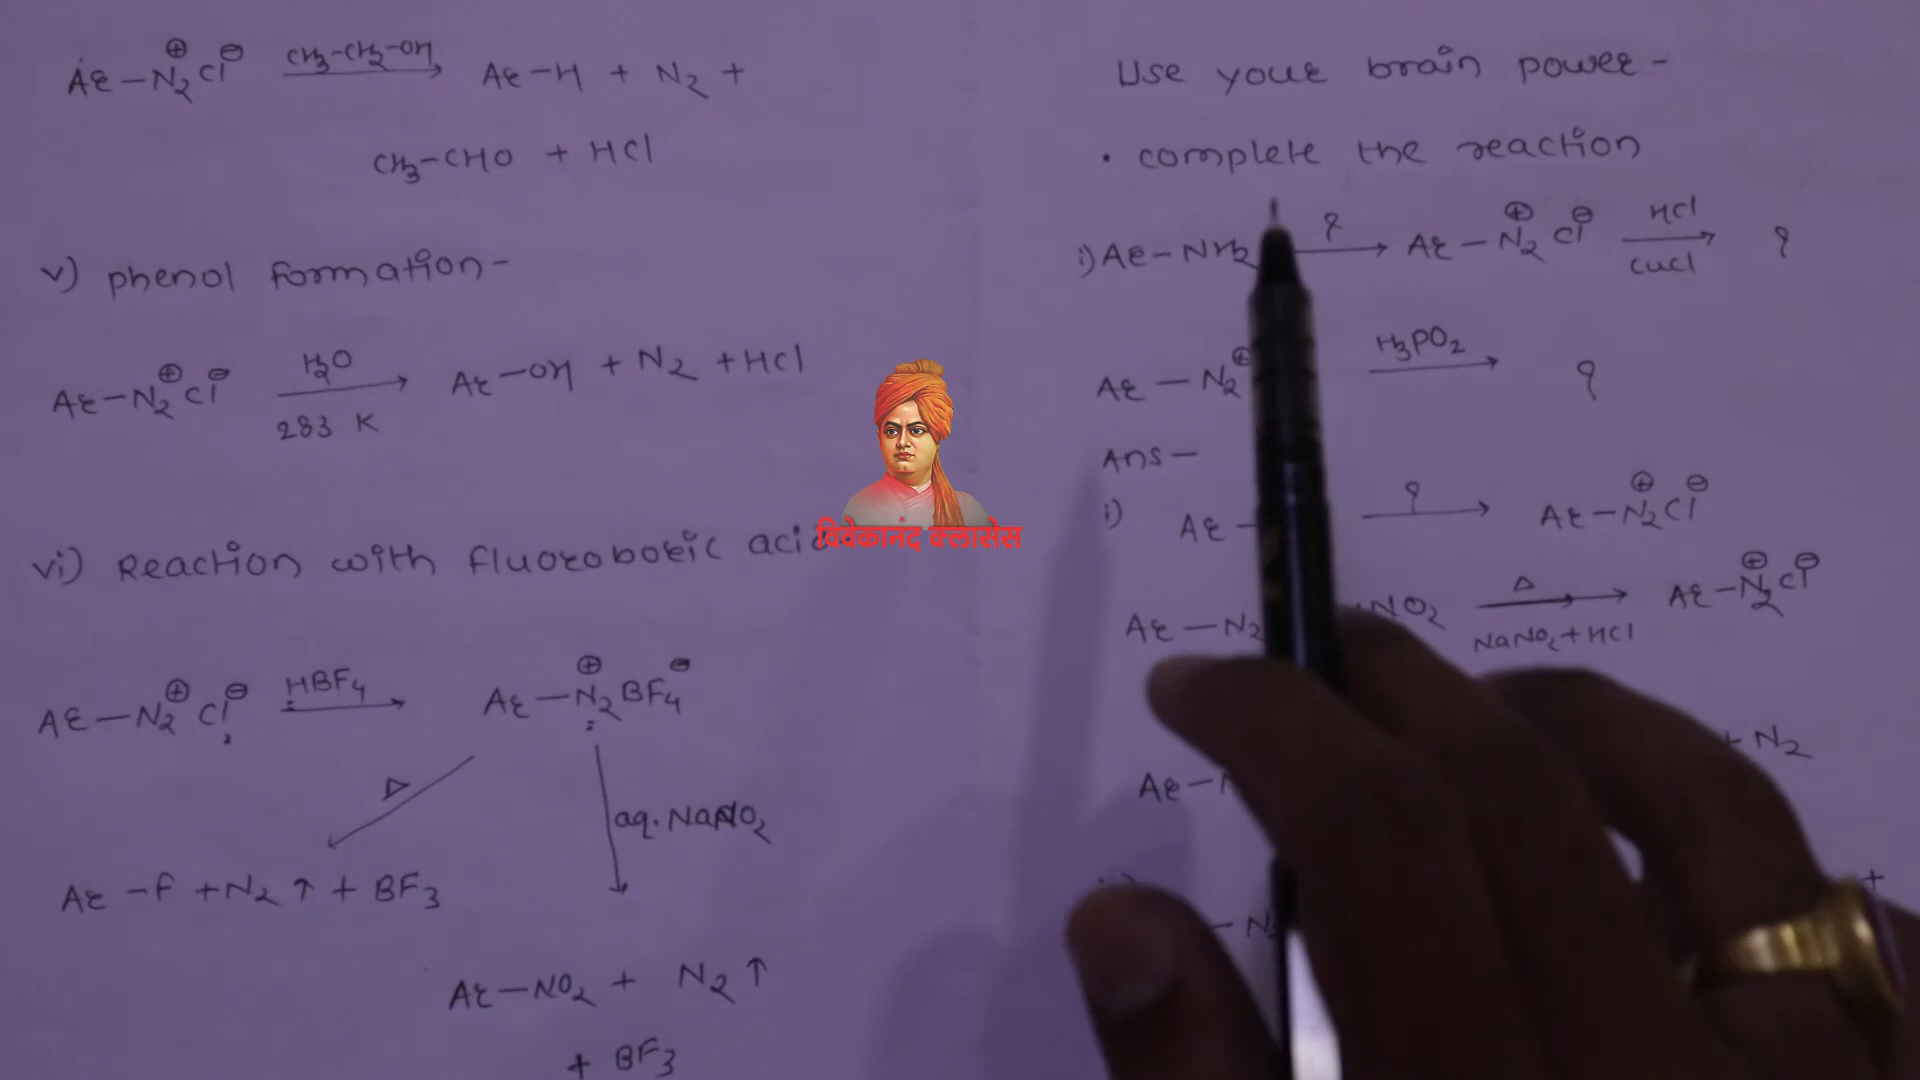 Ar-N2⊕Cl⊖ CH3-CH2-OH → Ar-H + N2 +
CH3-CHO + HCl
v) phenol formation-
Ar-N2⊕Cl⊖ H2O → Ar-OH + N2 + HCl
283 K
vi) Reaction with fluoroboric
Ar-N2⊕Cl⊖ HBF4 → Ar-N2⊕BF4⊖
Δ
aq. NaNO2
Ar-F + N2↑ + BF3
Ar-NO2 + N2↑
+ BF3
विवेकानंद क्लासेस
Use your brain power-
• complete the reaction
i) Ar-NH2 ? → Ar-N2⊕Cl⊖ HCl → ?
CuCl
Ar-N2⊕ H3PO2 → ?
Ans-
i) Ar- ? → Ar-N2⊕Cl⊖
Ar-N2 NO2 Δ → Ar-N2⊕Cl⊖
NaNO2+HCl
Ar- + N2
+